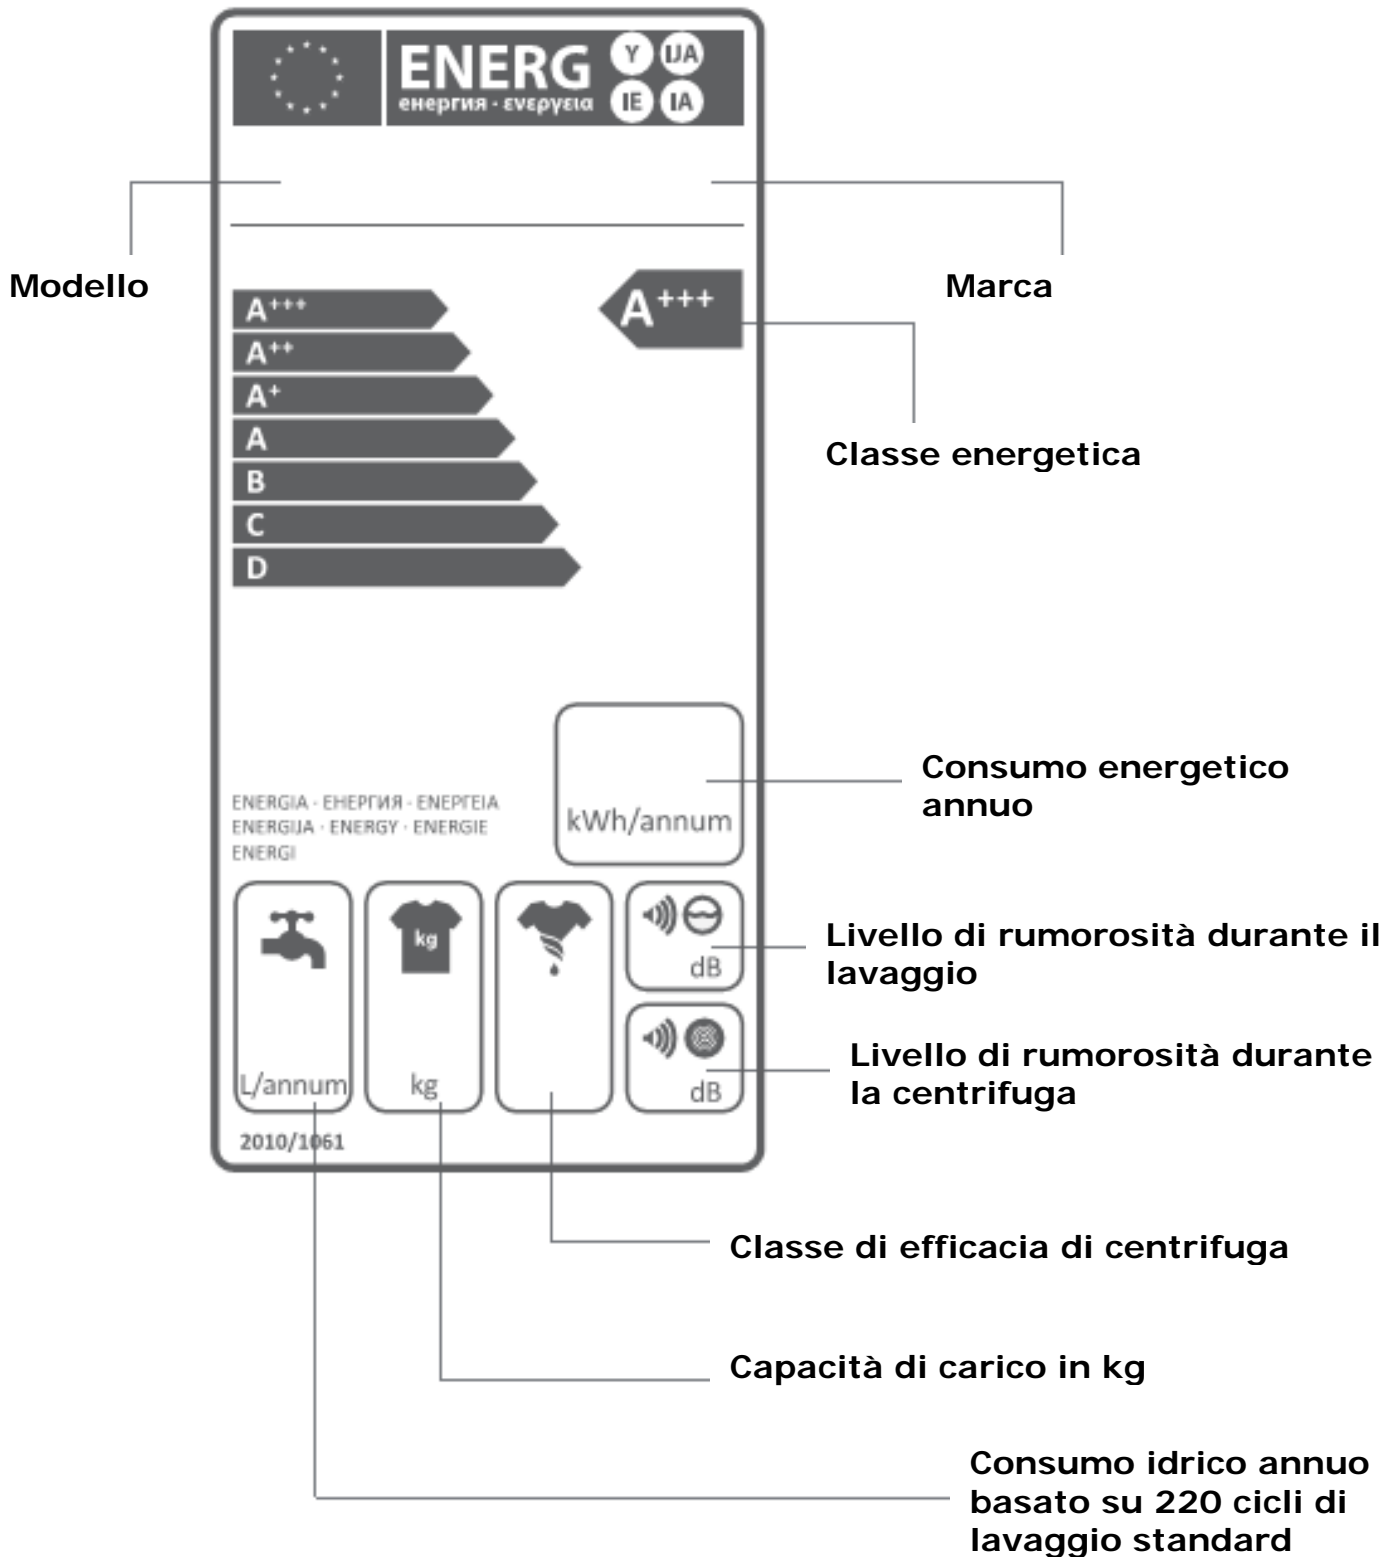 ENERG Y IJA
енергия · ενεργεια IE IA
Modello
Marca
A+++
A+++
A++
A+
A
B
C
D
Classe energetica
Consumo energetico
annuo
kWh/annum
ENERGIA · ЕНЕРГИЯ · ΕΝΕΡΓΕΙΑ
ENERGIJA · ENERGY · ENERGIE
ENERGI
kg
dB
Livello di rumorosità durante il
lavaggio
L/annum
kg
dB
Livello di rumorosità durante
la centrifuga
2010/1061
Classe di efficacia di centrifuga
Capacità di carico in kg
Consumo idrico annuo
basato su 220 cicli di
lavaggio standard